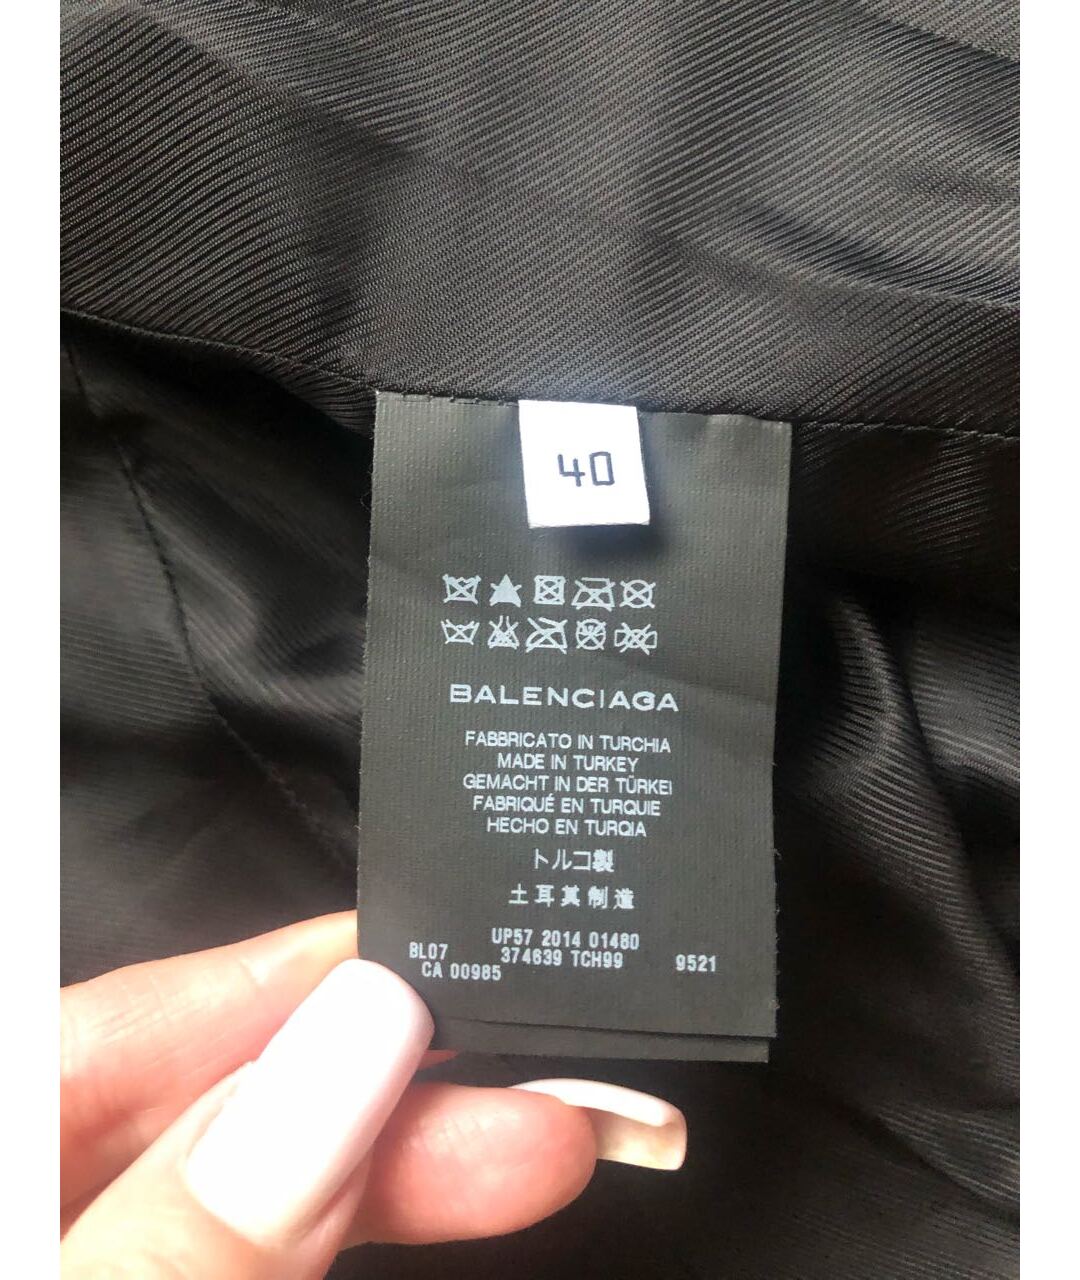 40
BALENCIAGA
FABBRICATO IN TURCHIA
MADE IN TURKEY
GEMACHT IN DER TÜRKEI
FABRIQUÉ EN TURQUIE
HECHO EN TURQIA
トルコ製
土耳其制造
UP57 2014 01480
BL07 374639 TCH99 9521
CA 00985